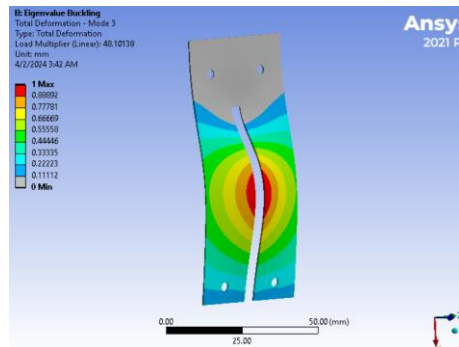 B: Eigenvalue Buckling
Total Deformation - Mode 3
Type: Total Deformation
Load Multiplier (Linear): 48.10138
Unit: mm
4/2/2024 3:42 AM
Ansys
2021 R
1 Max
0.88892
0.77781
0.66669
0.55558
0.44446
0.33335
0.22223
0.11112
0 Min
0.00
50.00 (mm)
25.00